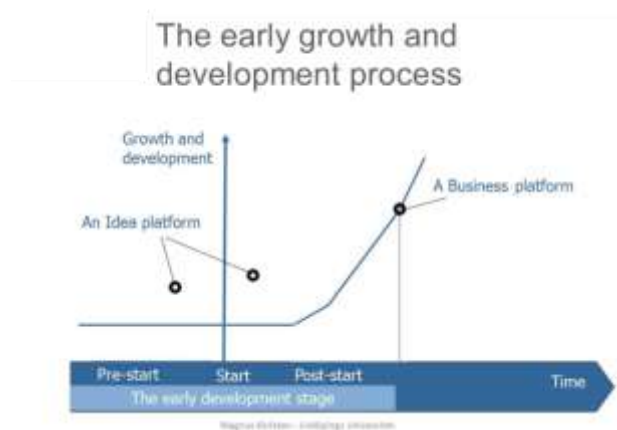 The early growth and
development process
Growth and
development
A Business platform
An Idea platform
Pre-start
Start
Post-start
Time
The early development stage